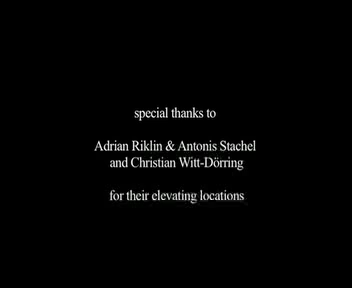 special thanks to
Adrian Riklin & Antonis Stachel
and Christian Witt-Dörring
for their elevating locations